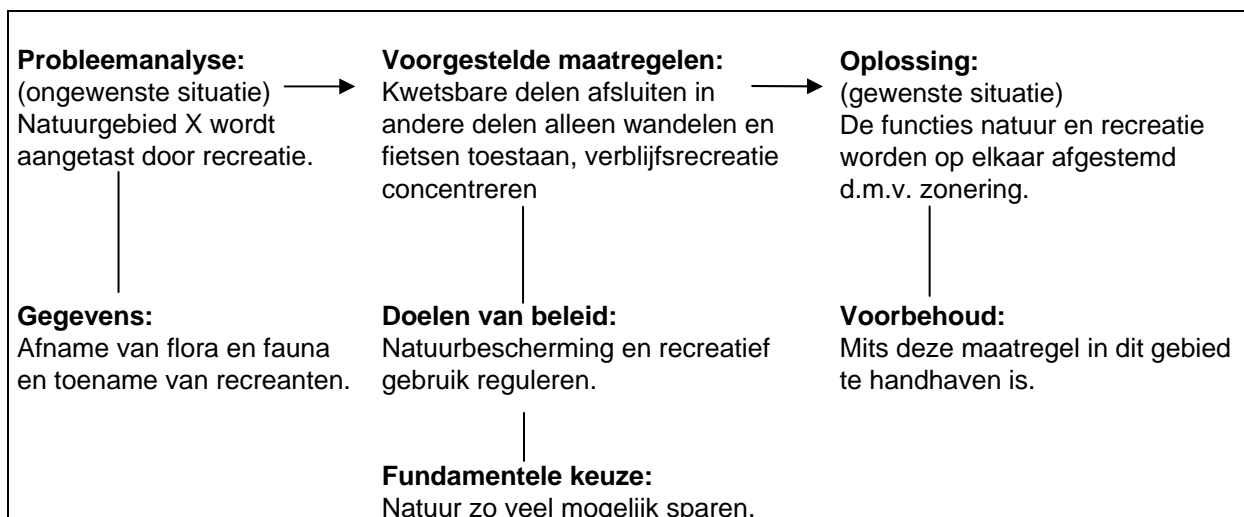 Probleemanalyse:
(ongewenste situatie)
Natuurgebied X wordt
aangetast door recreatie.
Voorgestelde maatregelen:
Kwetsbare delen afsluiten in
andere delen alleen wandelen en
fietsen toestaan, verblijfsrecreatie
concentreren
Oplossing:
(gewenste situatie)
De functies natuur en recreatie
worden op elkaar afgestemd
d.m.v. zonering.
Gegevens:
Afname van flora en fauna
en toename van recreanten.
Doelen van beleid:
Natuurbescherming en recreatief
gebruik reguleren.
Voorbehoud:
Mits deze maatregel in dit gebied
te handhaven is.
Fundamentele keuze:
Natuur zo veel mogelijk sparen.